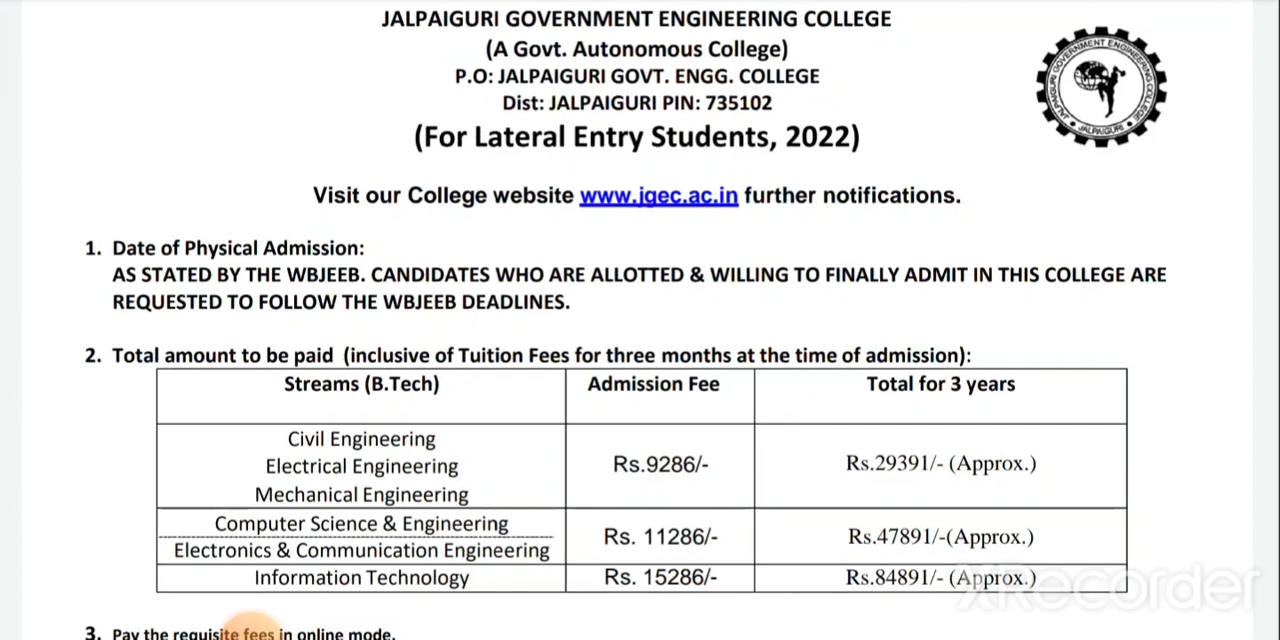 JALPAIGURI GOVERNMENT ENGINEERING COLLEGE
(A Govt. Autonomous College)
P.O: JALPAIGURI GOVT. ENGG. COLLEGE
Dist: JALPAIGURI PIN: 735102
(For Lateral Entry Students, 2022)
JALPAIGURI GOVERNMENT ENGINEERING COLLEGE
• JALPAIGURI •
Visit our College website www.jgec.ac.in further notifications.
1. Date of Physical Admission:
AS STATED BY THE WBJEEB. CANDIDATES WHO ARE ALLOTTED & WILLING TO FINALLY ADMIT IN THIS COLLEGE ARE
REQUESTED TO FOLLOW THE WBJEEB DEADLINES.
2. Total amount to be paid (inclusive of Tuition Fees for three months at the time of admission):
Streams (B.Tech) Admission Fee Total for 3 years
Civil Engineering
Electrical Engineering Rs.9286/- Rs.29391/- (Approx.)
Mechanical Engineering
Computer Science & Engineering
Rs. 11286/- Rs.47891/-(Approx.)
Electronics & Communication Engineering
Information Technology Rs. 15286/- Rs.84891/- (Approx.)
XRecorder
3. Pay the requisite fees in online mode.